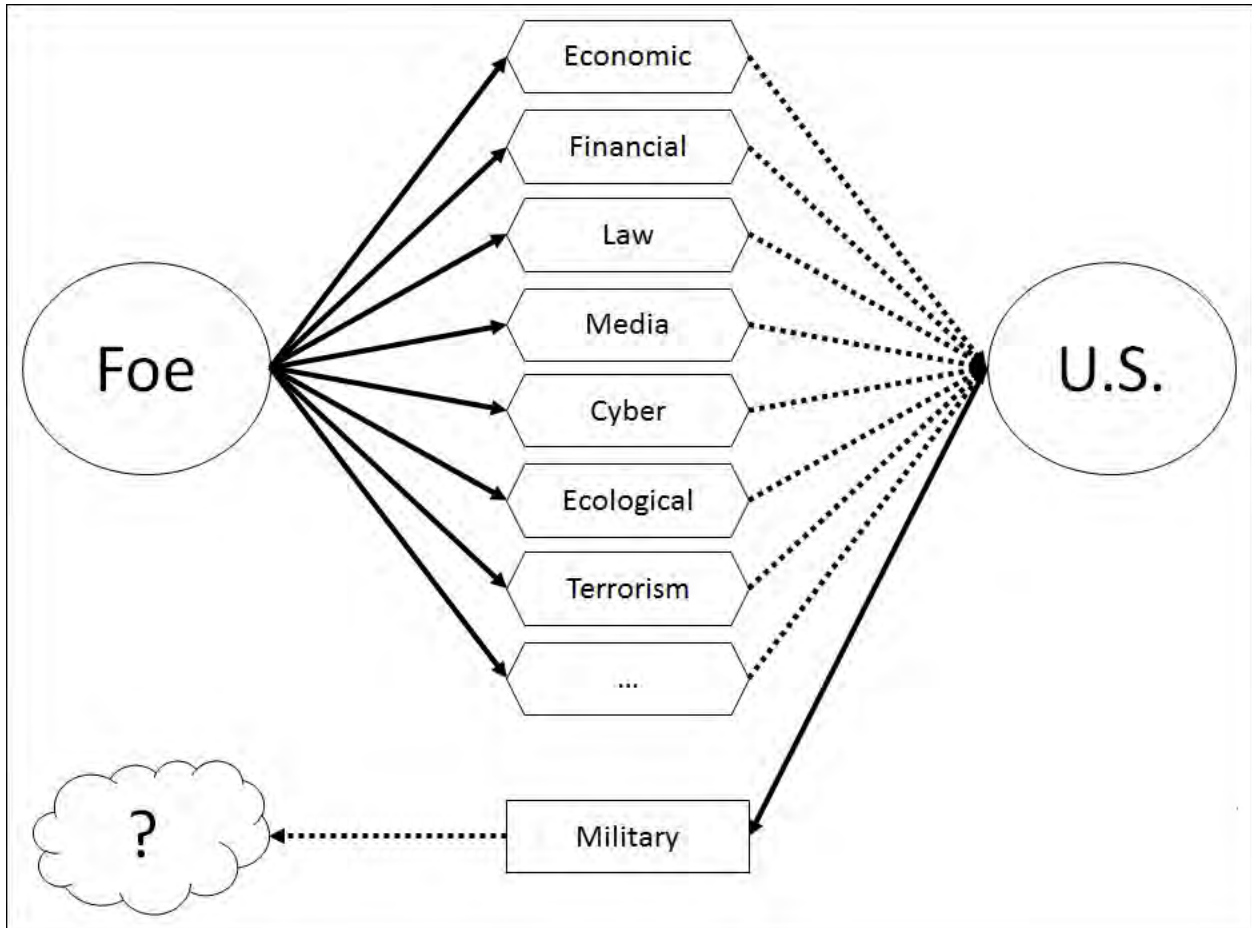 Economic
Financial
Law
Media
Foe
U.S.
Cyber
Ecological
Terrorism
...
?
Military